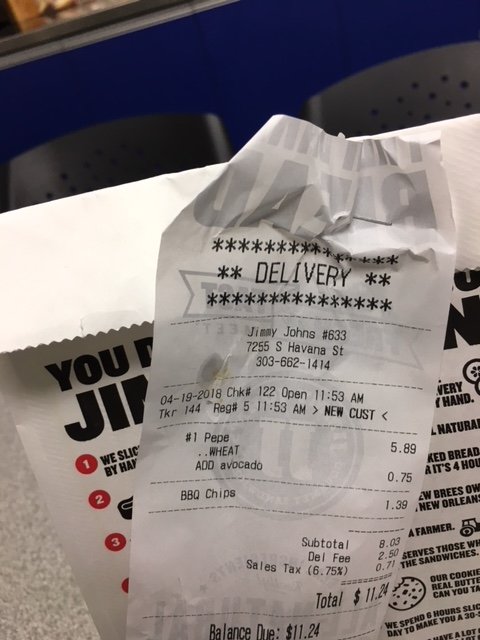 ***************
** DELIVERY **
***************
Jimmy Johns #633
7255 S Havana St
303-662-1414
04-19-2018 Chk# 122 Open 11:53 AM
Tkr 144 Reg# 5 11:53 AM > NEW CUST <
#1 Pepe 5.89
..WHEAT
ADD avocado 0.75
BBQ Chips 1.39
Subtotal 8.03
Del Fee 2.50
Sales Tax (6.75%) 0.71
Total $ 11.24
Balance Due: $11.24
YOU
JIM
1 WE SLIC
BY HAN
2
3
VERY
HAND.
NATURAL
KED BREAD
IT'S 4 HOU
EW BREE OW
NEW ORLEANS
FARMER.
SERVES THOSE WH
THE SANDWICHES.
OUR COOKIE
REAL BUTTE
CAN YOU TA
WE SPEND 6 HOURS SLIC
DAY TO MAKE YOU A 30-S